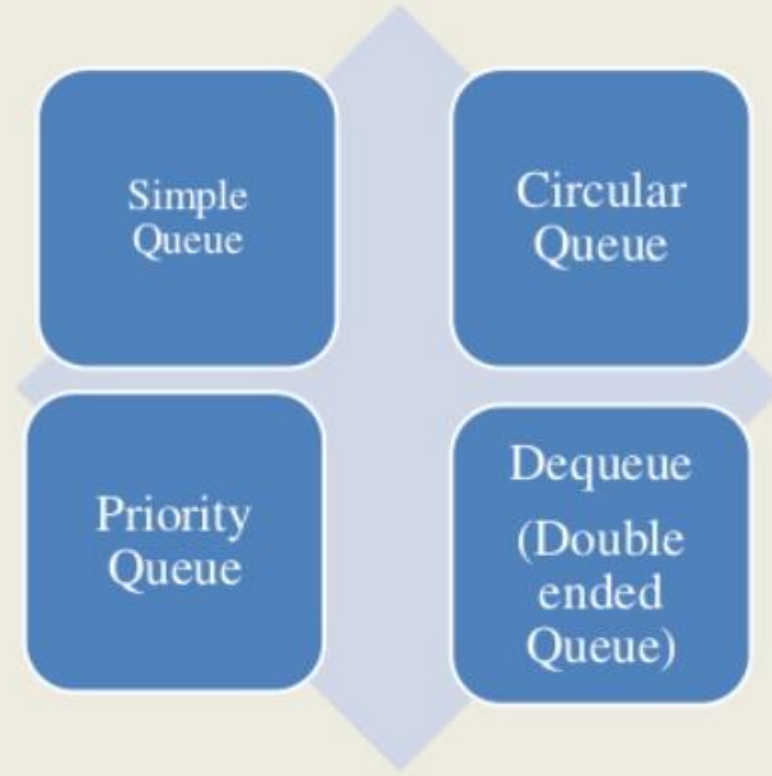 Simple
Queue
Circular
Queue
Priority
Queue
Dequeue
(Double
ended
Queue)